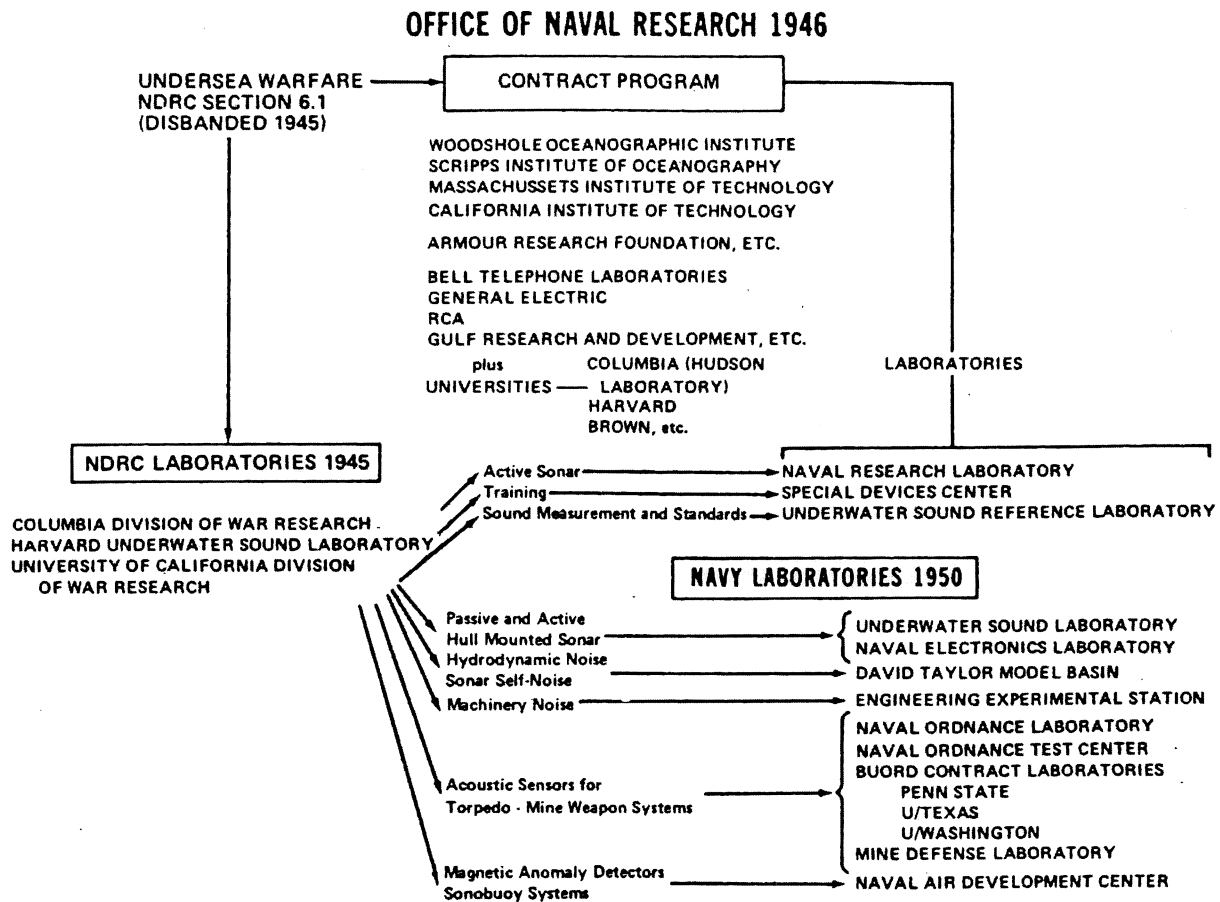 OFFICE OF NAVAL RESEARCH 1946
UNDERSEA WARFARE
NDRC SECTION 6.1
(DISBANDED 1945)
CONTRACT PROGRAM
WOODSHOLE OCEANOGRAPHIC INSTITUTE
SCRIPPS INSTITUTE OF OCEANOGRAPHY
MASSACHUSSETS INSTITUTE OF TECHNOLOGY
CALIFORNIA INSTITUTE OF TECHNOLOGY
ARMOUR RESEARCH FOUNDATION, ETC.
BELL TELEPHONE LABORATORIES
GENERAL ELECTRIC
RCA
GULF RESEARCH AND DEVELOPMENT, ETC.
plus COLUMBIA (HUDSON
UNIVERSITIES — LABORATORY)
HARVARD
BROWN, etc.
LABORATORIES
NDRC LABORATORIES 1945
COLUMBIA DIVISION OF WAR RESEARCH
HARVARD UNDERWATER SOUND LABORATORY
UNIVERSITY OF CALIFORNIA DIVISION
OF WAR RESEARCH
Active Sonar
NAVAL RESEARCH LABORATORY
Training
SPECIAL DEVICES CENTER
Sound Measurement and Standards
UNDERWATER SOUND REFERENCE LABORATORY
NAVY LABORATORIES 1950
Passive and Active
Hull Mounted Sonar
UNDERWATER SOUND LABORATORY
NAVAL ELECTRONICS LABORATORY
Hydrodynamic Noise
Sonar Self-Noise
DAVID TAYLOR MODEL BASIN
Machinery Noise
ENGINEERING EXPERIMENTAL STATION
Acoustic Sensors for
Torpedo - Mine Weapon Systems
NAVAL ORDNANCE LABORATORY
NAVAL ORDNANCE TEST CENTER
BUORD CONTRACT LABORATORIES
PENN STATE
U/TEXAS
U/WASHINGTON
MINE DEFENSE LABORATORY
Magnetic Anomaly Detectors
Sonobuoy Systems
NAVAL AIR DEVELOPMENT CENTER